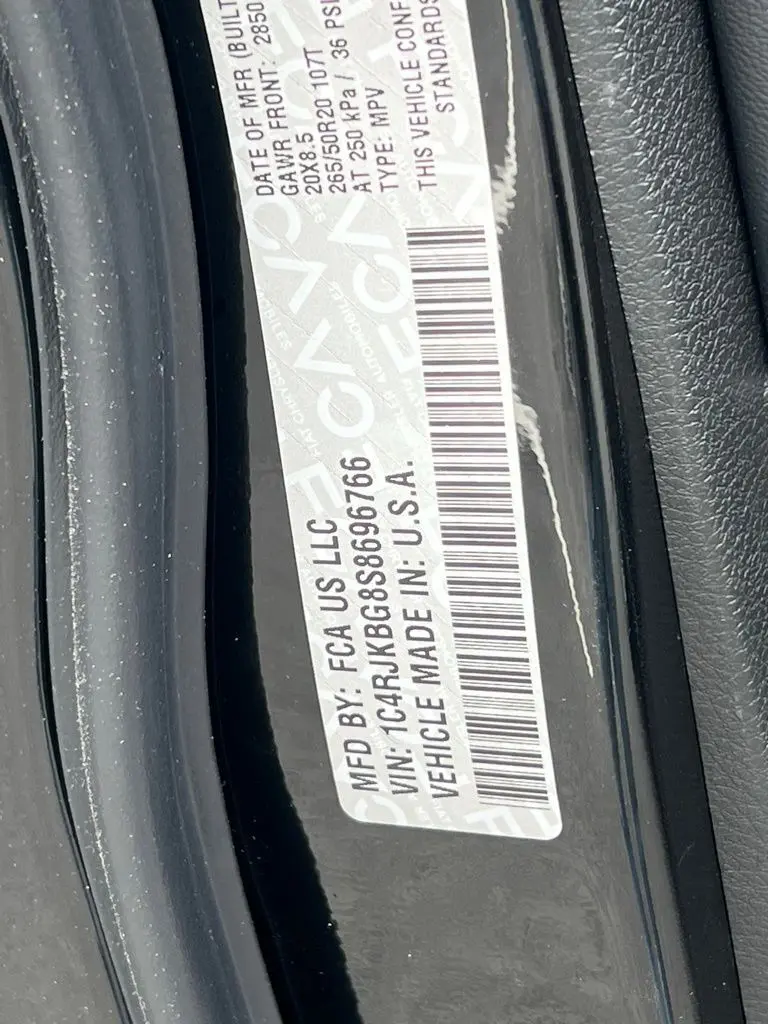 MFD BY: FCA US LLC
VIN: 1C4RJKBG8S8696766
VEHICLE MADE IN: U.S.A.
DATE OF MFR (BUILT
GAWR FRONT: 2850
20X8.5
265/50R20 107T
AT 250 kPa / 36 PSI
TYPE: MPV
THIS VEHICLE CONF
STANDARDS